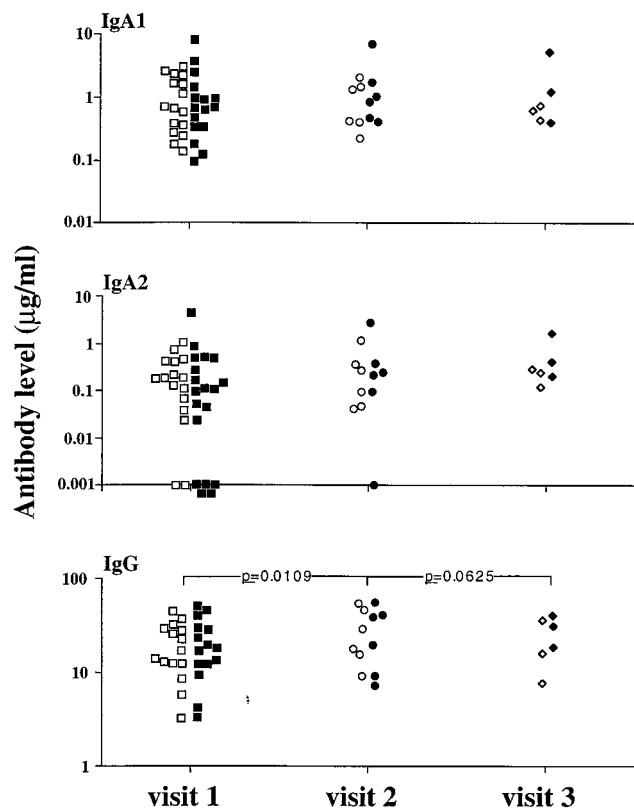 IgA1
10
1
0.1
0.01
Antibody level (µg/ml)
IgA2
10
1
0.1
0.01
0.001
IgG
p=0.0109
p=0.0625
100
10
1
visit 1 visit 2 visit 3